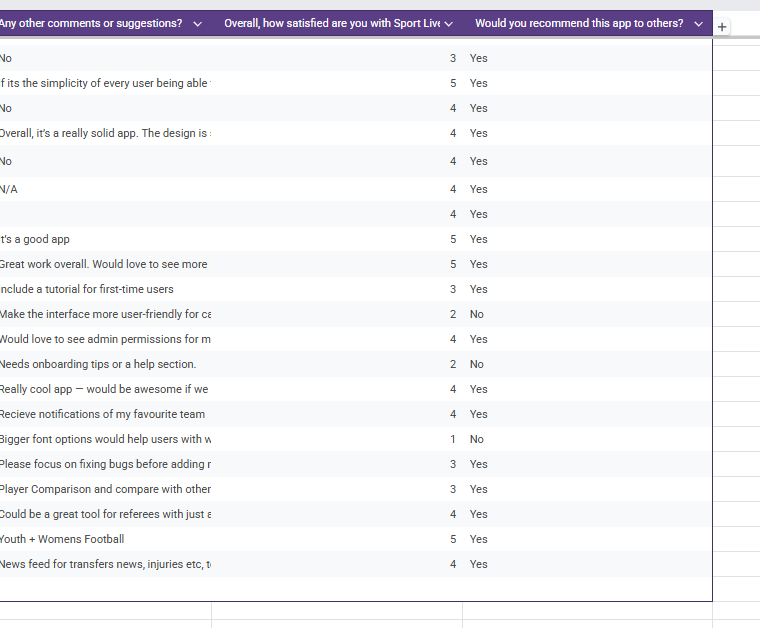 Any other comments or suggestions? Overall, how satisfied are you with Sport Live Would you recommend this app to others?
No 3 Yes
f its the simplicity of every user being able 5 Yes
No 4 Yes
Overall, it's a really solid app. The design is 4 Yes
No 4 Yes
N/A 4 Yes
4 Yes
t's a good app 5 Yes
Great work overall. Would love to see more 5 Yes
nclude a tutorial for first-time users 3 Yes
Make the interface more user-friendly for ca 2 No
Would love to see admin permissions for m 4 Yes
Needs onboarding tips or a help section. 2 No
Really cool app — would be awesome if we 4 Yes
Recieve notifications of my favourite team 4 Yes
Bigger font options would help users with w 1 No
Please focus on fixing bugs before adding 3 Yes
Player Comparison and compare with other 3 Yes
Could be a great tool for referees with just a 4 Yes
Youth + Womens Football 5 Yes
News feed for transfers news, injuries etc, t 4 Yes